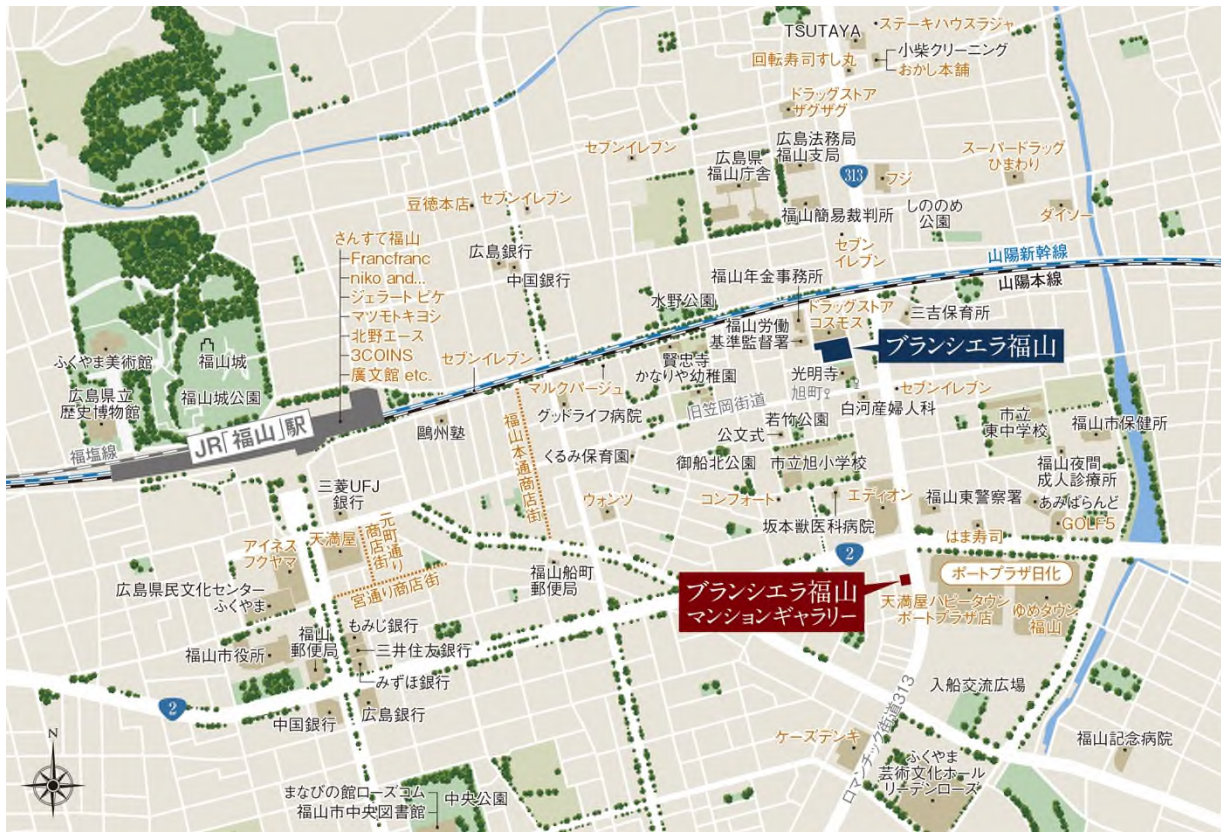 TSUTAYA
ステーキハウスラジャ
小柴クリーニング
おかし本舗
回転寿司すし丸
ドラッグストア
ザグザグ
セブンイレブン
広島県
福山庁舎
広島法務局
福山支局
313
フジ
スーパードラッグ
ひまわり
福山簡易裁判所
しののめ
公園
ダイソー
豆徳本店
セブンイレブン
さんすて福山
Francfranc
niko and...
ジェラート ピケ
マツモトキヨシ
北野エース
3COINS
廣文館 etc.
広島銀行
中国銀行
セブン
イレブン
山陽新幹線
山陽本線
福山年金事務所
水野公園
ドラッグストア
コスモス
三吉保育所
福山労働
基準監督署
ブランシエラ福山
ふくやま美術館
福山城
広島県立
歴史博物館
福山城公園
セブンイレブン
マルクパージュ
賢忠寺
かなりや幼稚園
光明寺
旭町
セブンイレブン
白河産婦人科
JR「福山」駅
福塩線
鷗州塾
福山本通商店街
グッドライフ病院
旧笠岡街道
若竹公園
公文式
市立
東中学校
福山市保健所
くるみ保育園
御船北公園
市立旭小学校
福山夜間
成人診療所
三菱UFJ
銀行
ウォンツ
コンフォート
エディオン
福山東警察署
あみぱらんど
GOLF5
坂本獣医科病院
元町通り
商店街
天満屋
アイネス
フクヤマ
2
はま寿司
広島県民文化センター
ふくやま
宮通り商店街
福山船町
郵便局
ブランシエラ福山
マンションギャラリー
ポートプラザ日化
天満屋ハピータウン
ポートプラザ店
ゆめタウン
福山
もみじ銀行
福山
郵便局
三井住友銀行
福山市役所
みずほ銀行
2
中国銀行
広島銀行
入船交流広場
ロマンチック街道313
ケーズデンキ
福山記念病院
ふくやま
芸術文化ホール
リーデンローズ
N
まなびの館ローズコム
福山市中央図書館
中央公園